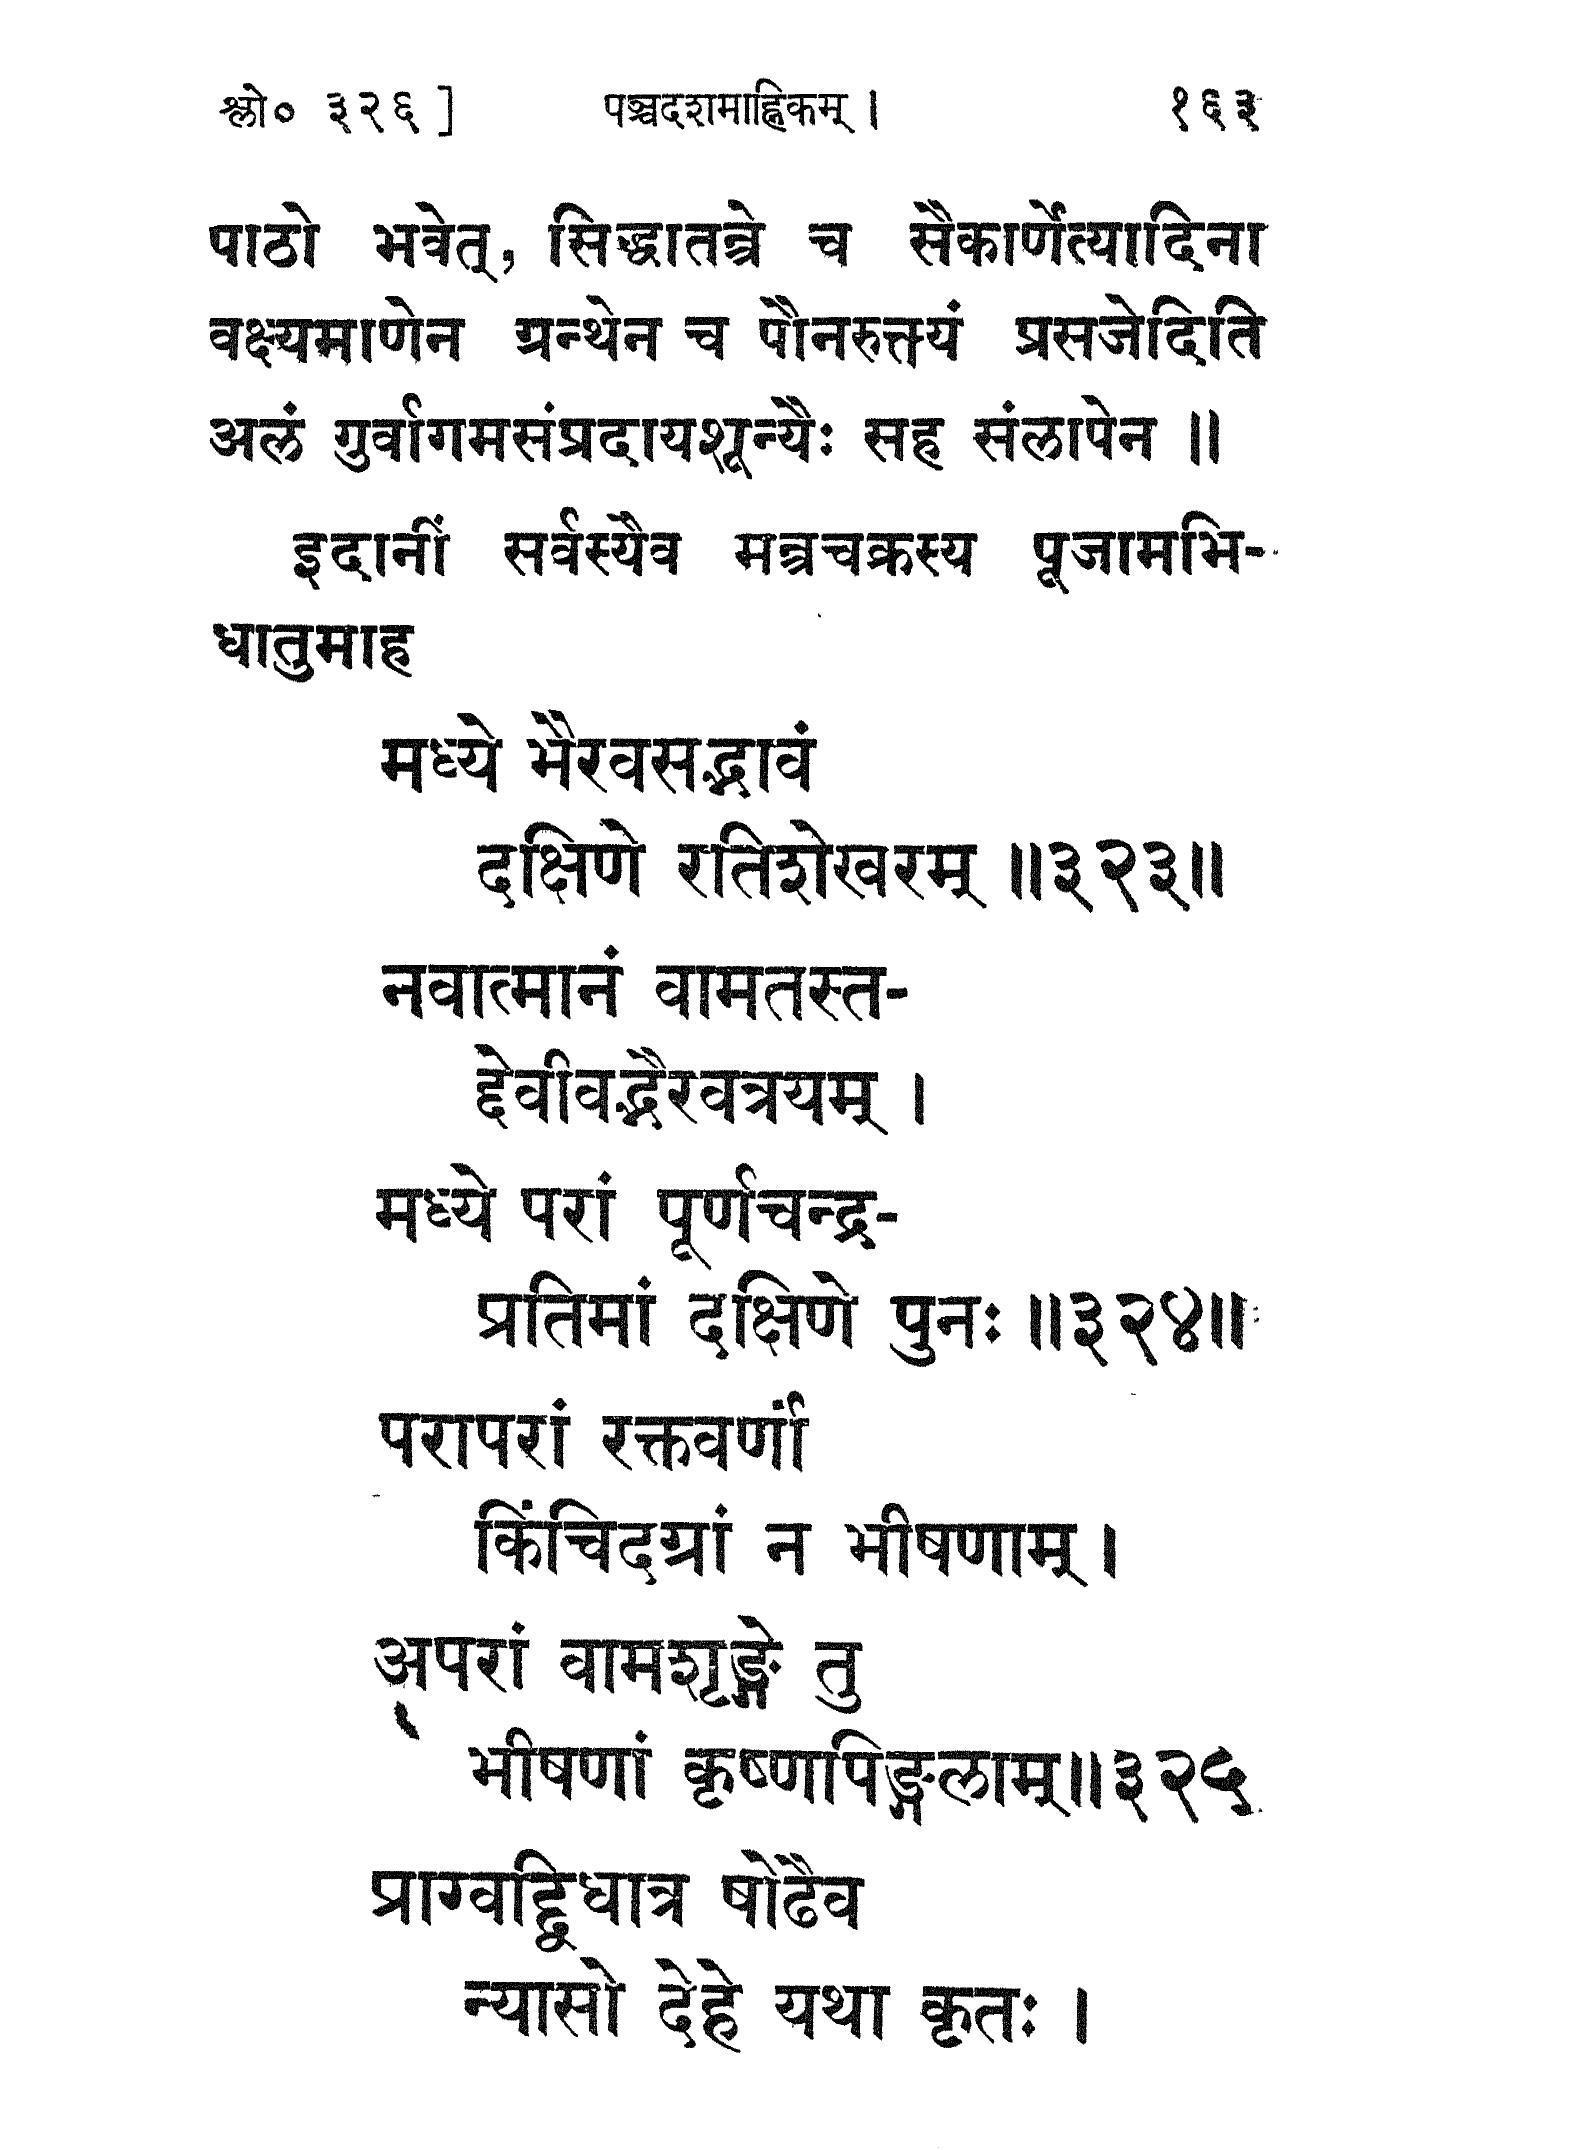 श्लो० ३२६] पञ्चदशमाह्निकम् । १६३
पाठो भवेत्, सिद्धातन्त्रे च सैकार्णेत्यादिना
वक्ष्यमाणेन ग्रन्थेन च पौनरुक्त्यं प्रसजेदिति
अलं गुर्वागमसंप्रदायशून्यैः सह संलापेन ॥
इदानीं सर्वस्यैव मन्त्रचक्रस्य पूजामभि-
धातुमाह
मध्ये भैरवसद्भावं
दक्षिणे रतिशेखरम् ॥३२३॥
नवात्मानं वामतस्त-
द्देवीवद्भैरवत्रयम् ।
मध्ये परां पूर्णचन्द्र-
प्रतिमां दक्षिणे पुनः ॥३२४॥
परापरां रक्तवर्णां
किंचिदग्रां न भीषणाम् ।
अपरां वामशृङ्गे तु
भीषणां कृष्णपिङ्गलाम्॥३२५
प्राग्वद्द्विधात्र षोढैव
न्यासो देहे यथा कृतः ।